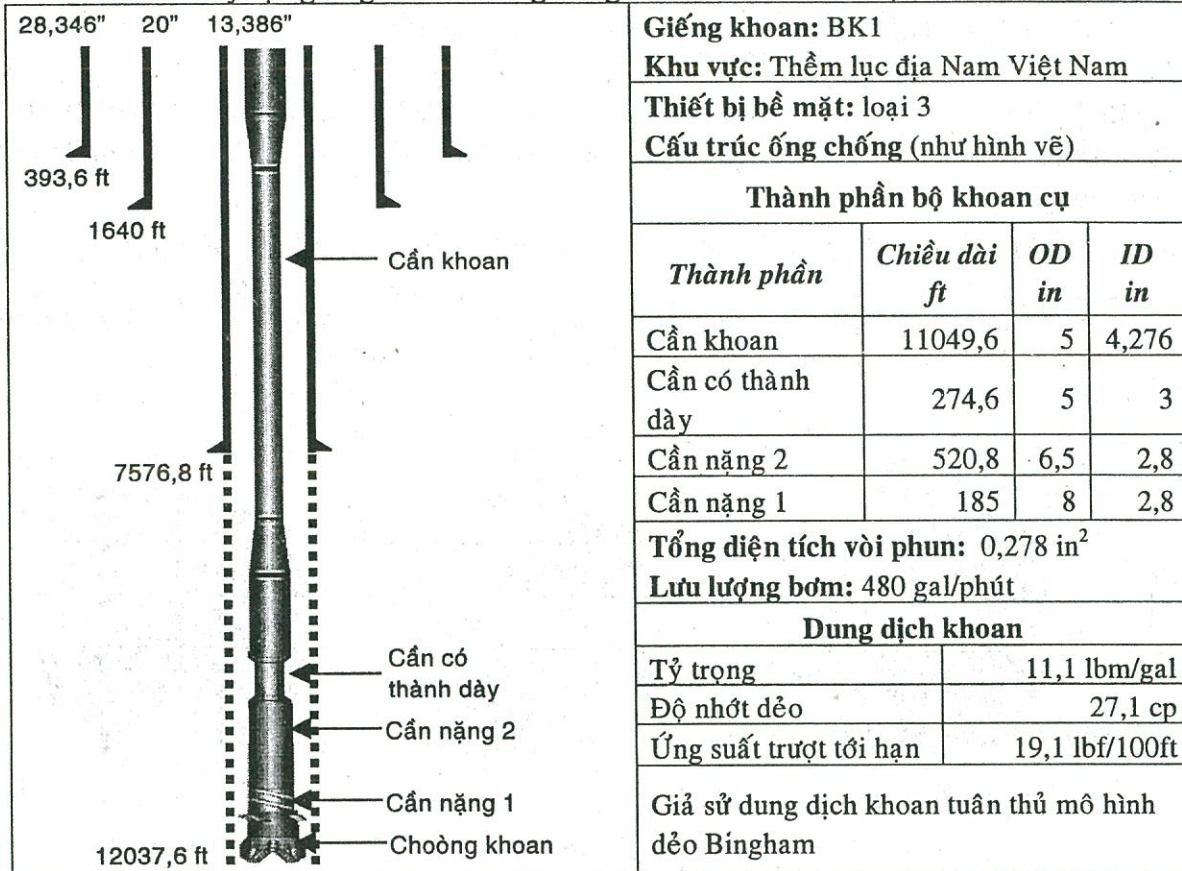 28,346” 20” 13,386”
393,6 ft
1640 ft
Cần khoan
7576,8 ft
Cần có
thành dày
Cần nặng 2
Cần nặng 1
Choòng khoan
12037,6 ft
Giếng khoan: BK1
Khu vực: Thềm lục địa Nam Việt Nam
Thiết bị bề mặt: loại 3
Cấu trúc ống chống (như hình vẽ)
Thành phần bộ khoan cụ
Thành phần Chiều dài ft OD in ID in
Cần khoan 11049,6 5 4,276
Cần có thành dày 274,6 5 3
Cần nặng 2 520,8 6,5 2,8
Cần nặng 1 185 8 2,8
Tổng diện tích vòi phun: 0,278 in²
Lưu lượng bơm: 480 gal/phút
Dung dịch khoan
Tỷ trọng 11,1 lbm/gal
Độ nhớt dẻo 27,1 cp
Ứng suất trượt tới hạn 19,1 lbf/100ft
Giả sử dung dịch khoan tuân thủ mô hình
dẻo Bingham